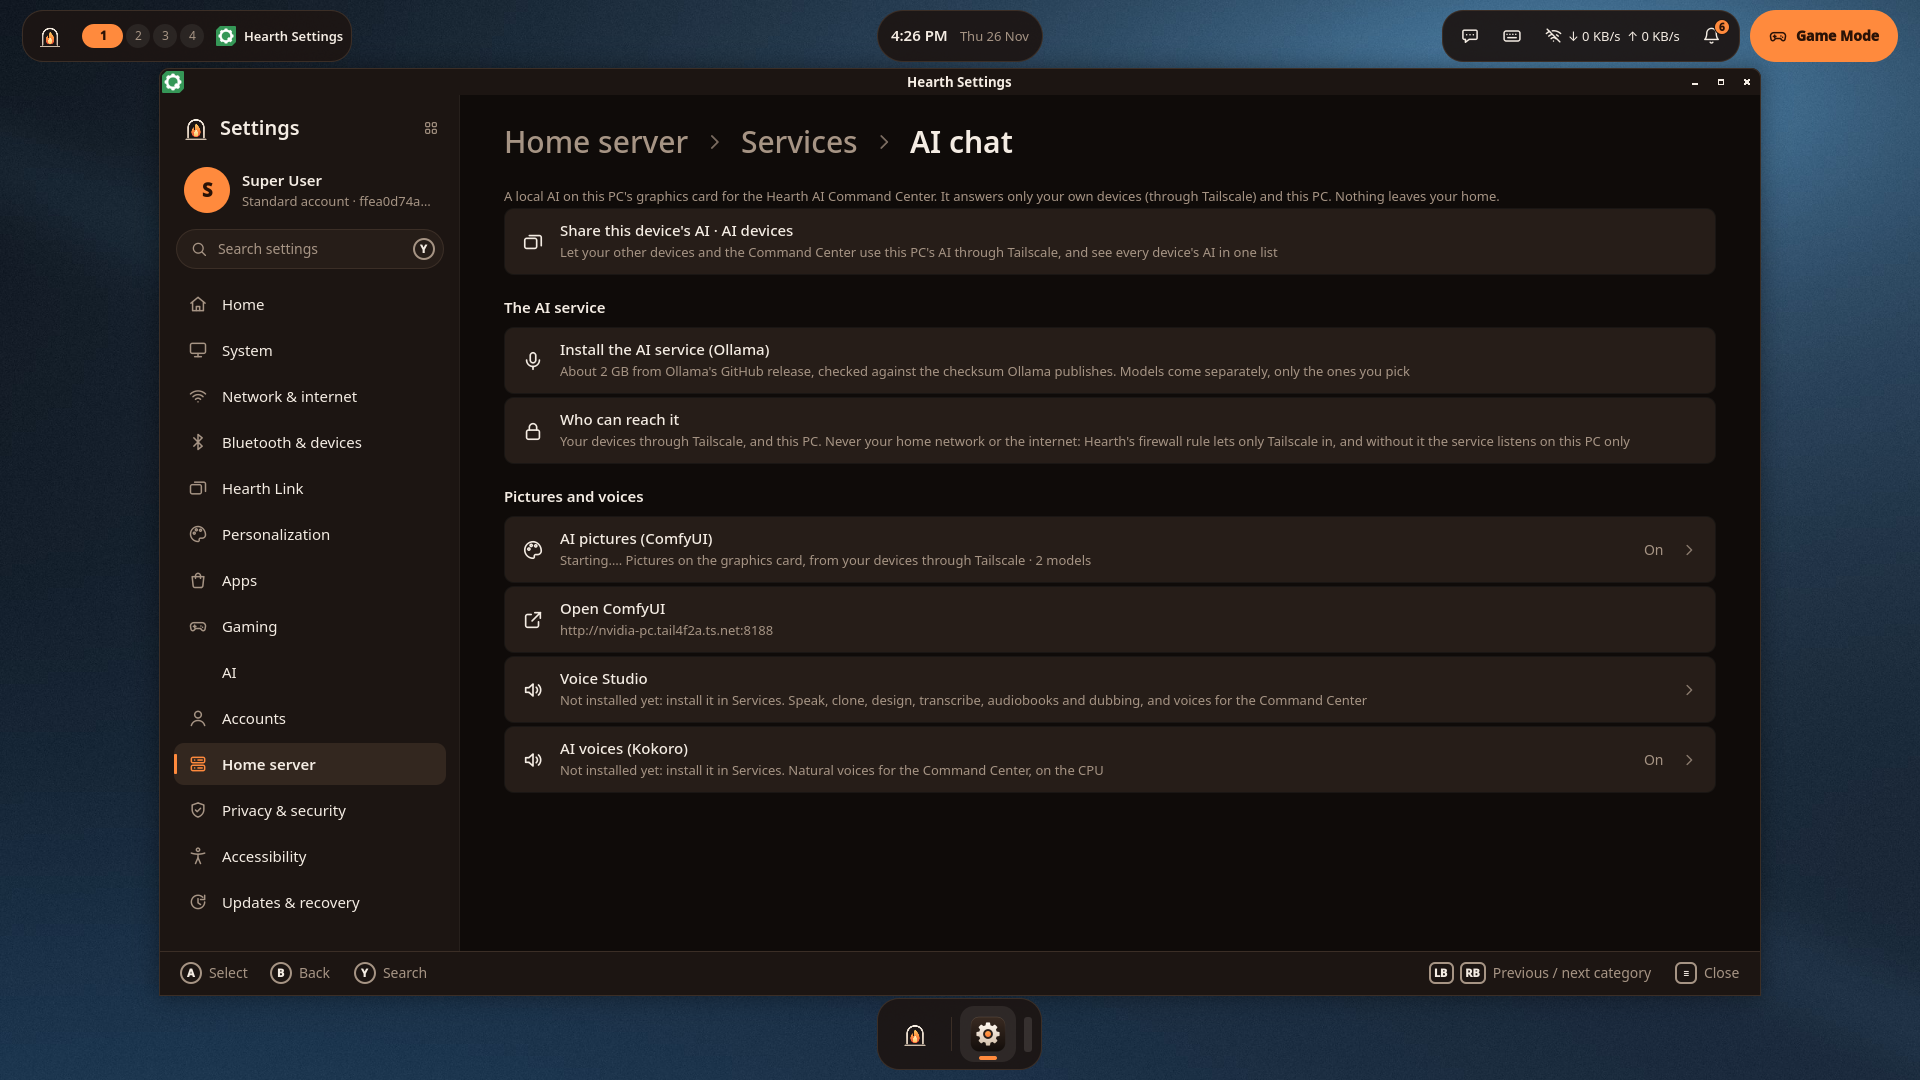 1 2 3 4 Hearth Settings
4:26 PM Thu 26 Nov
↓ 0 KB/s ↑ 0 KB/s
6
Game Mode
Hearth Settings
Settings
S
Super User
Standard account · ffea0d74a...
Search settings
Y
Home
System
Network & internet
Bluetooth & devices
Hearth Link
Personalization
Apps
Gaming
AI
Accounts
Home server
Privacy & security
Accessibility
Updates & recovery
Home server > Services > AI chat
A local AI on this PC's graphics card for the Hearth AI Command Center. It answers only your own devices (through Tailscale) and this PC. Nothing leaves your home.
Share this device's AI · AI devices
Let your other devices and the Command Center use this PC's AI through Tailscale, and see every device's AI in one list
The AI service
Install the AI service (Ollama)
About 2 GB from Ollama's GitHub release, checked against the checksum Ollama publishes. Models come separately, only the ones you pick
Who can reach it
Your devices through Tailscale, and this PC. Never your home network or the internet: Hearth's firewall rule lets only Tailscale in, and without it the service listens on this PC only
Pictures and voices
AI pictures (ComfyUI)
Starting.... Pictures on the graphics card, from your devices through Tailscale · 2 models
On
Open ComfyUI
http://nvidia-pc.tail4f2a.ts.net:8188
Voice Studio
Not installed yet: install it in Services. Speak, clone, design, transcribe, audiobooks and dubbing, and voices for the Command Center
AI voices (Kokoro)
Not installed yet: install it in Services. Natural voices for the Command Center, on the CPU
On
A Select B Back Y Search
LB RB Previous / next category ≡ Close